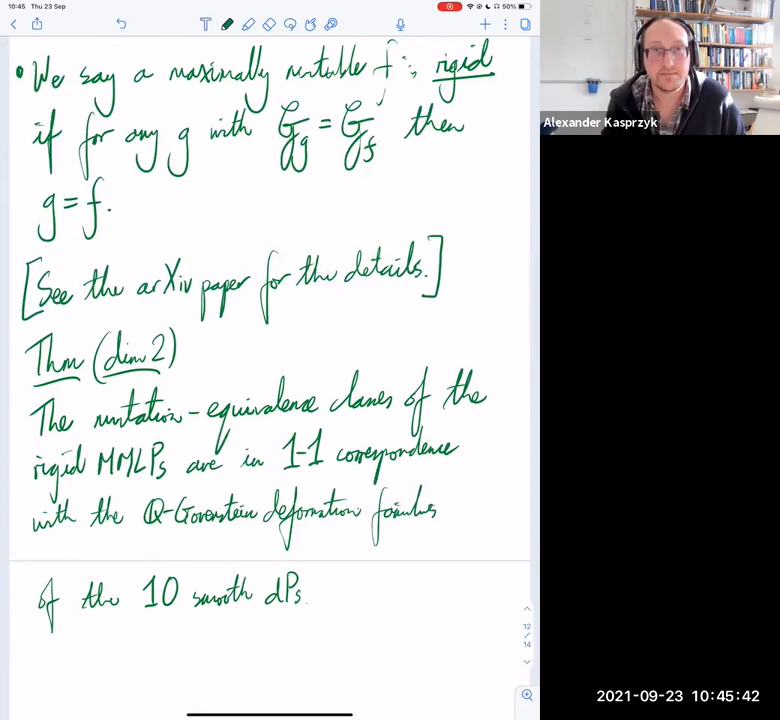 10:45 Thu 23 Sep
50%
• We say a maximally mutable f is rigid
if for any g with G_g = G_f then
g = f.
[See the arXiv paper for the details.]
Thm (dim 2)
The mutation-equivalence classes of the
rigid MMLPs are in 1-1 correspondence
with the Q-Gorenstein deformation families
of the 10 smooth dPs.
12
/
14
Alexander Kasprzyk
2021-09-23 10:45:42